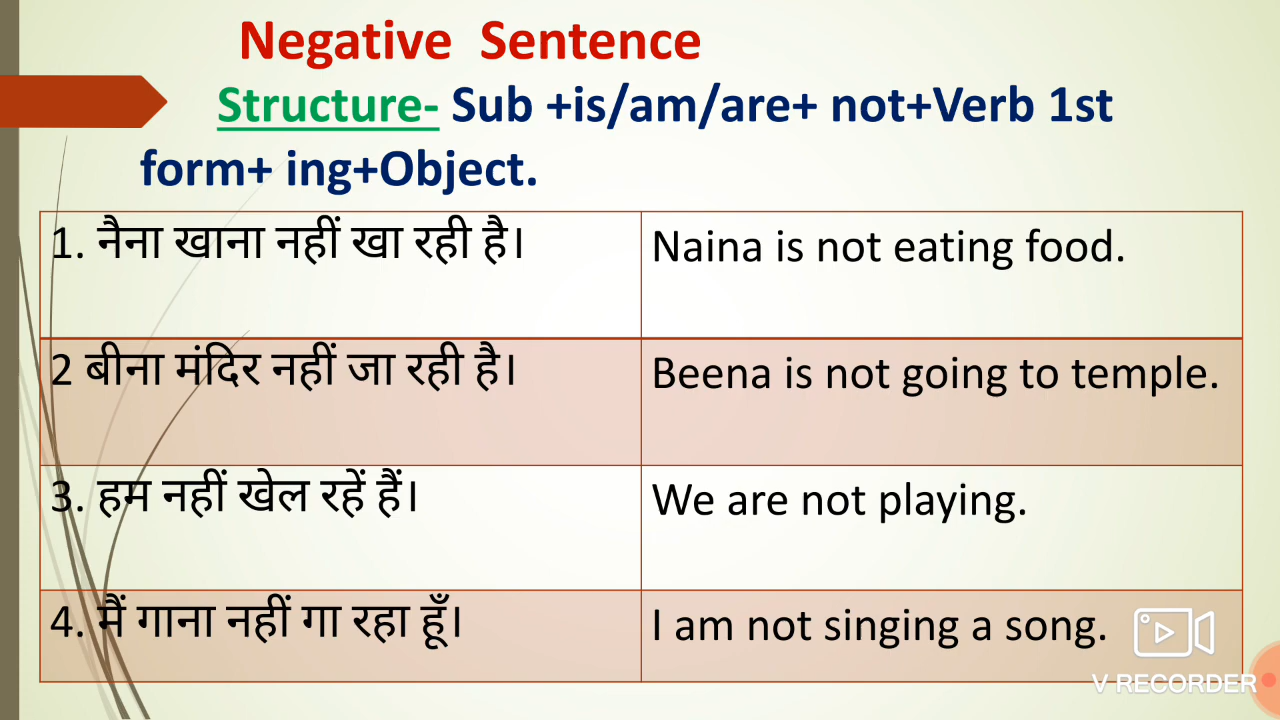 Negative Sentence
Structure- Sub +is/am/are+ not+Verb 1st
form+ ing+Object.
1. नैना खाना नहीं खा रही है।
Naina is not eating food.
2 बीना मंदिर नहीं जा रही है।
Beena is not going to temple.
3. हम नहीं खेल रहें हैं।
We are not playing.
4. मैं गाना नहीं गा रहा हूँ।
I am not singing a song.
V RECORDER